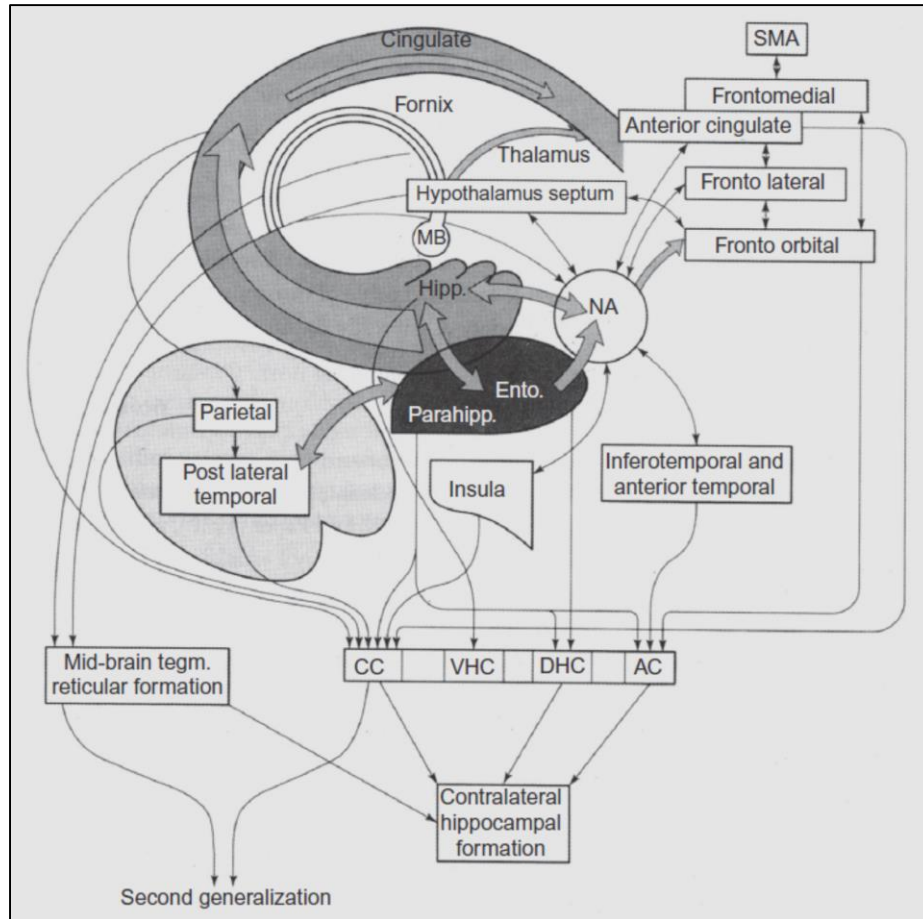 Cingulate
SMA
Fornix
Frontomedial
Anterior cingulate
Thalamus
Hypothalamus septum
Fronto lateral
MB
Fronto orbital
Hipp.
NA
Ento.
Parahipp.
Parietal
Post lateral
temporal
Insula
Inferotemporal and
anterior temporal
Mid-brain tegm.
reticular formation
CC
VHC
DHC
AC
Contralateral
hippocampal
formation
Second generalization